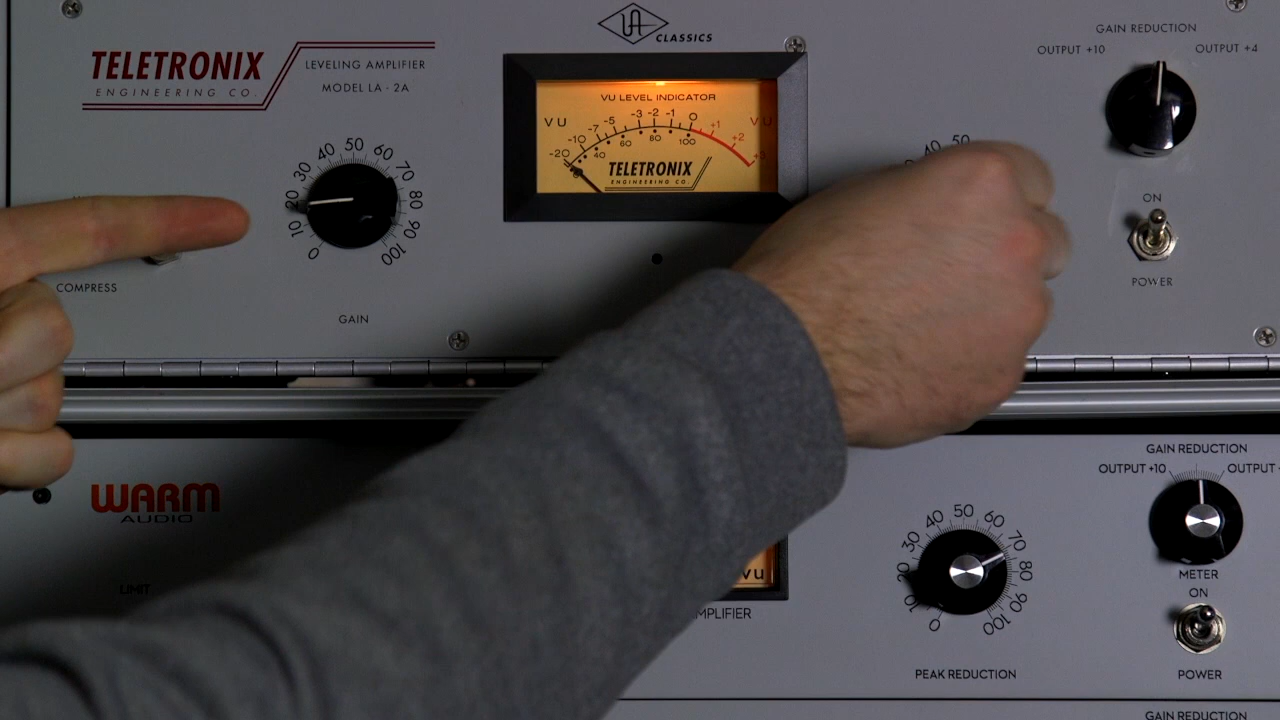 UA
CLASSICS
TELETRONIX
ENGINEERING CO.
LEVELING AMPLIFIER
MODEL LA-2A
0 10 20 30 40 50 60 70 80 90 100
GAIN
COMPRESS
VU LEVEL INDICATOR
VU VU
-20 -10 -7 -5 -3 -2 -1 0 +1 +2 +3
40 60 80 100
TELETRONIX
ENGINEERING CO.
40 50
GAIN REDUCTION
OUTPUT +10 OUTPUT +4
ON
POWER
WARM
AUDIO
LIMIT
VU
MPLIFIER
0 10 20 30 40 50 60 70 80 90 100
PEAK REDUCTION
GAIN REDUCTION
OUTPUT +10 OUTPUT
METER
ON
POWER
GAIN REDUCTION